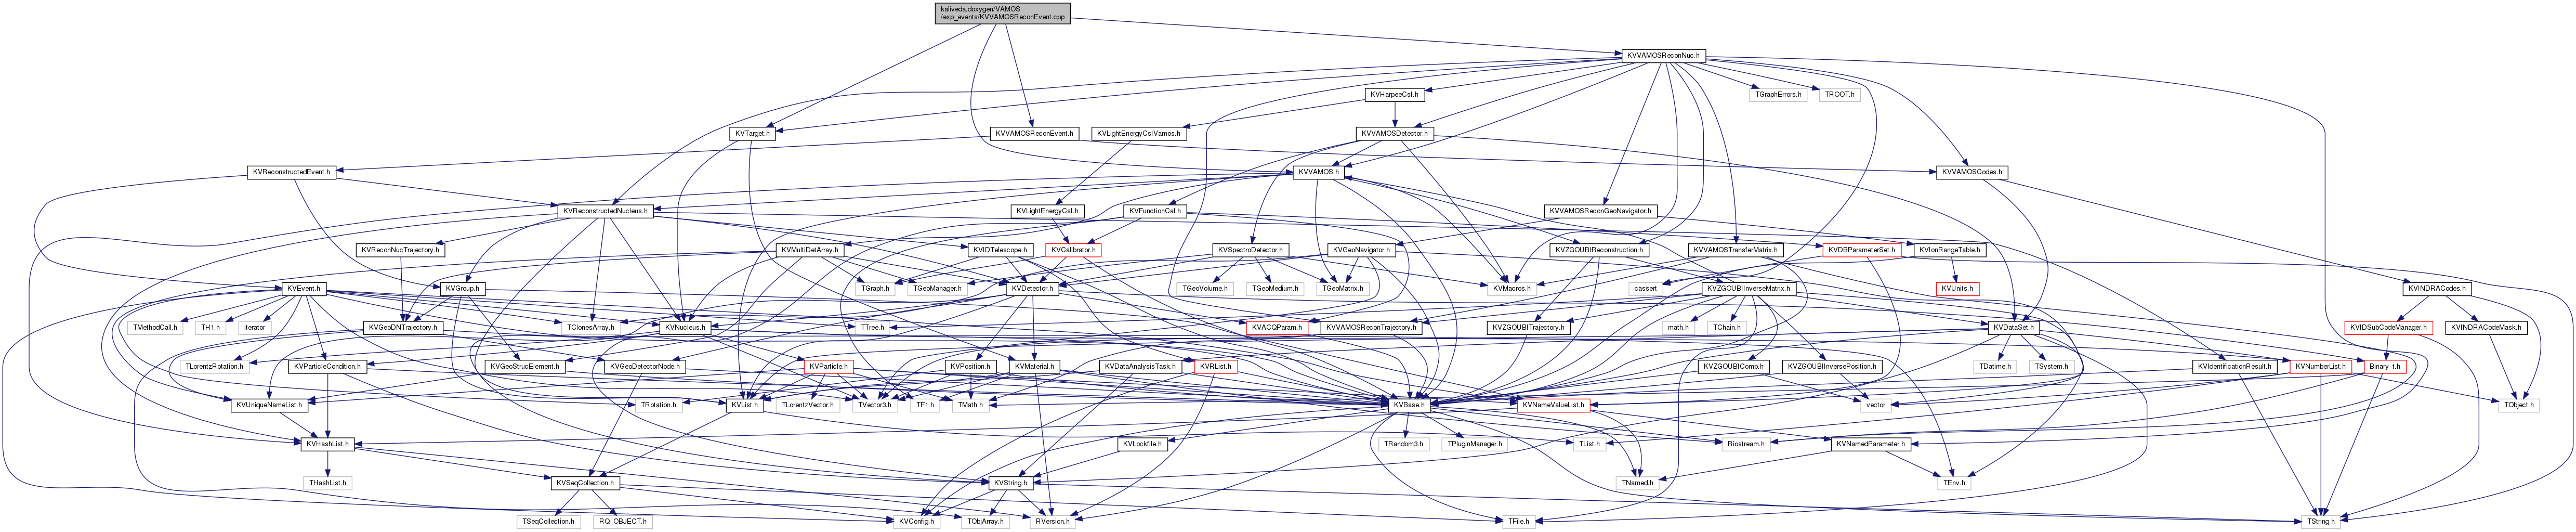 kaliveda.doxygen/VAMOS
/exp_events/KVVAMOSReconEvent.cpp
KVVAMOSReconNuc.h
KVHarpeeCsI.h
TGraphErrors.h
TROOT.h
KVTarget.h
KVVAMOSReconEvent.h
KVLightEnergyCsIVamos.h
KVVAMOSDetector.h
KVReconstructedEvent.h
KVVAMOS.h
KVVAMOSCodes.h
KVReconstructedNucleus.h
KVLightEnergyCsI.h
KVFunctionCal.h
KVVAMOSReconGeoNavigator.h
KVReconNucTrajectory.h
KVMultiDetArray.h
KVIDTelescope.h
KVCalibrator.h
KVSpectroDetector.h
KVGeoNavigator.h
KVZGOUBIReconstruction.h
KVVAMOSTransferMatrix.h
KVDBParameterSet.h
KVIonRangeTable.h
KVEvent.h
KVGroup.h
TGraph.h
TGeoManager.h
KVDetector.h
TGeoVolume.h
TGeoMedium.h
TGeoMatrix.h
KVMacros.h
cassert
KVZGOUBIInverseMatrix.h
KVUnits.h
KVINDRACodes.h
TMethodCall.h
TH1.h
iterator
KVGeoDNTrajectory.h
TClonesArray.h
KVNucleus.h
TTree.h
KVACQParam.h
KVVAMOSReconTrajectory.h
KVZGOUBITrajectory.h
math.h
TChain.h
KVDataSet.h
KVIDSubCodeManager.h
KVINDRACodeMask.h
TLorentzRotation.h
KVParticleCondition.h
KVGeoStrucElement.h
KVGeoDetectorNode.h
KVParticle.h
KVPosition.h
KVMaterial.h
KVDataAnalysisTask.h
KVRList.h
KVZGOUBIComb.h
KVZGOUBIInversePosition.h
TDatime.h
TSystem.h
KVIdentificationResult.h
KVNumberList.h
Binary_t.h
KVUniqueNameList.h
TRotation.h
KVList.h
TLorentzVector.h
TVector3.h
TF1.h
TMath.h
KVBase.h
KVNameValueList.h
vector
TObject.h
KVHashList.h
KVLockfile.h
TRandom3.h
TPluginManager.h
Riostream.h
TList.h
KVNamedParameter.h
THashList.h
KVSeqCollection.h
KVString.h
TNamed.h
TEnv.h
TSeqCollection.h
RQ_OBJECT.h
KVConfig.h
TObjArray.h
RVersion.h
TFile.h
TString.h